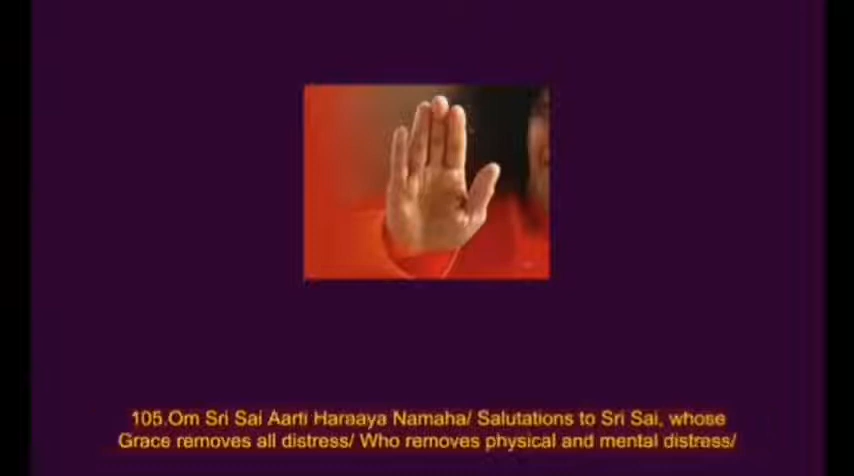 105.Om Sri Sai Aarti Haraaya Namaha/ Salutations to Sri Sai, whose
Grace removes all distress/ Who removes physical and mental distress/